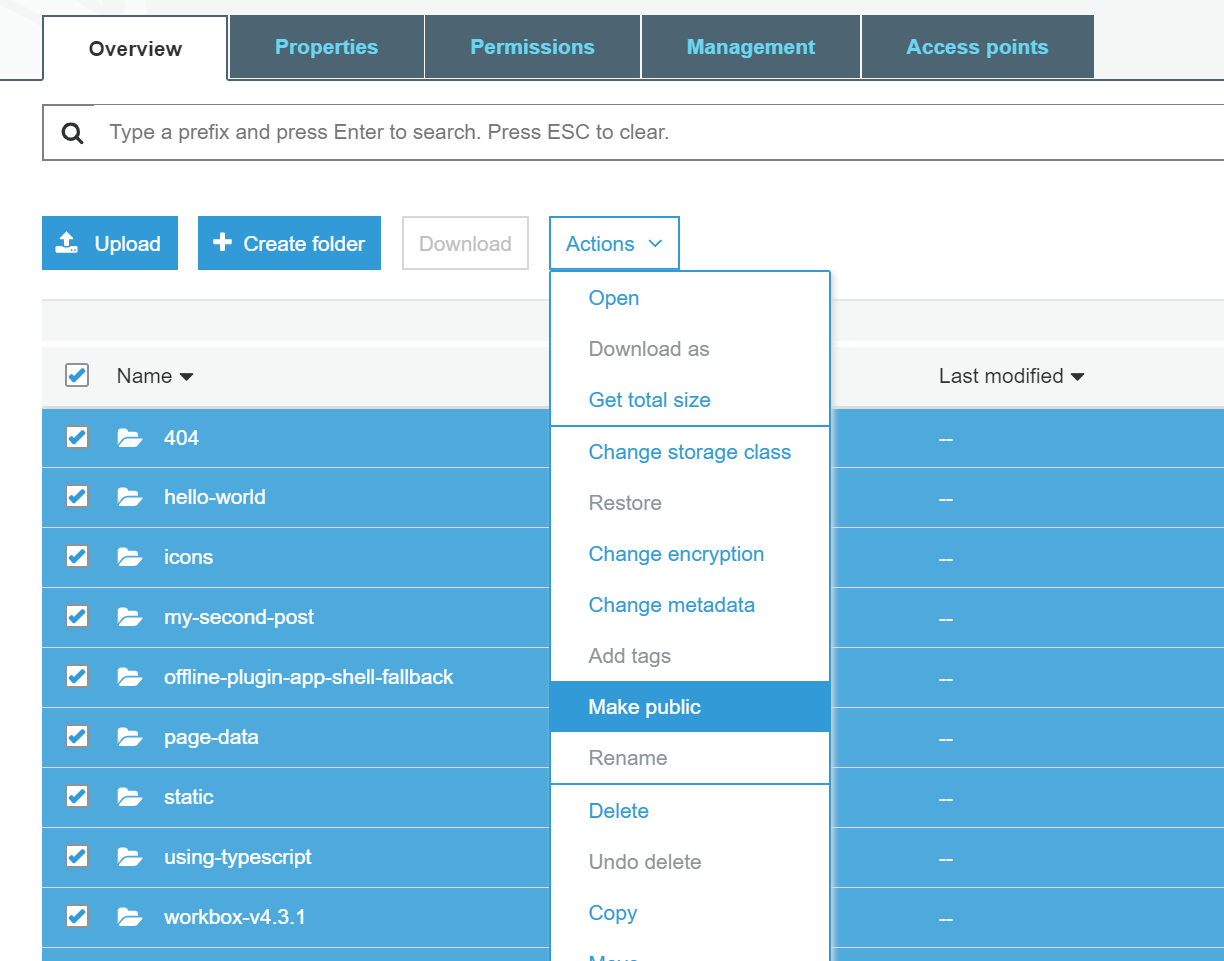 Overview Properties Permissions Management Access points
Type a prefix and press Enter to search. Press ESC to clear.
Upload Create folder Download Actions
Open
Download as
Get total size
Change storage class
Restore
Change encryption
Change metadata
Add tags
Make public
Rename
Delete
Undo delete
Copy
Move
Name Last modified
404 --
hello-world --
icons --
my-second-post --
offline-plugin-app-shell-fallback --
page-data --
static --
using-typescript --
workbox-v4.3.1 --